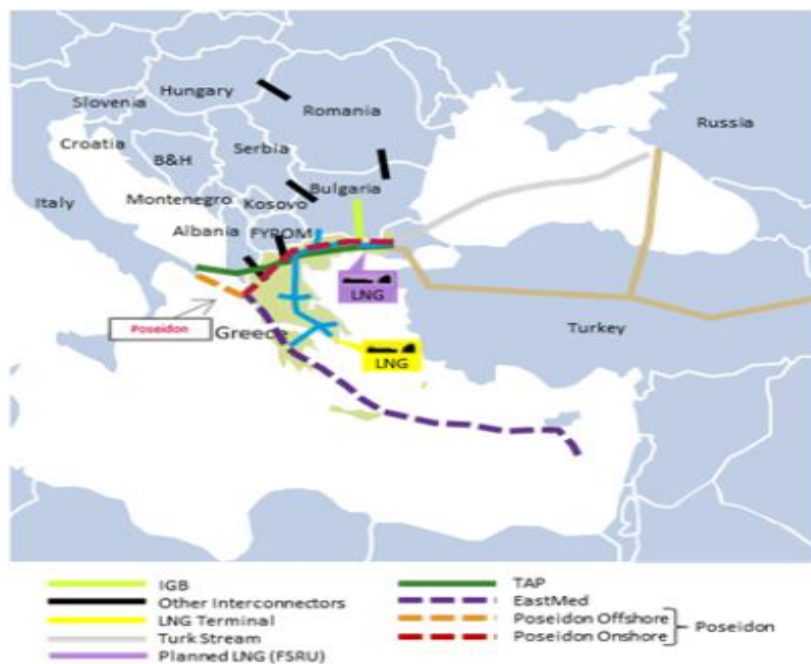 Hungary
Slovenia
Romania
Russia
Croatia
Serbia
B&H
Bulgaria
Italy
Montenegro
Kosovo
Albania
FYROM
LNG
Poseidon
Greece
Turkey
LNG
IGB
Other Interconnectors
LNG Terminal
Turk Stream
Planned LNG (FSRU)
TAP
EastMed
Poseidon Offshore
Poseidon Onshore
Poseidon